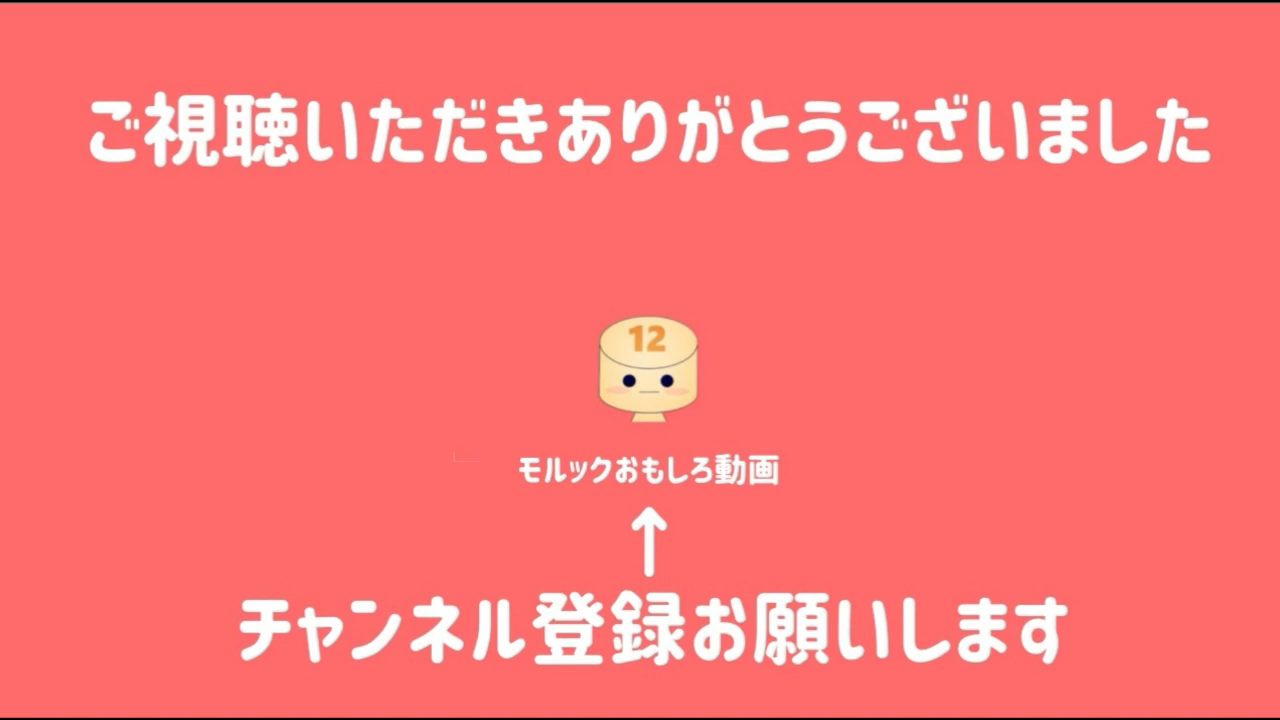 ご視聴いただきありがとうございました
12
モルックおもしろ動画
↑
チャンネル登録お願いします